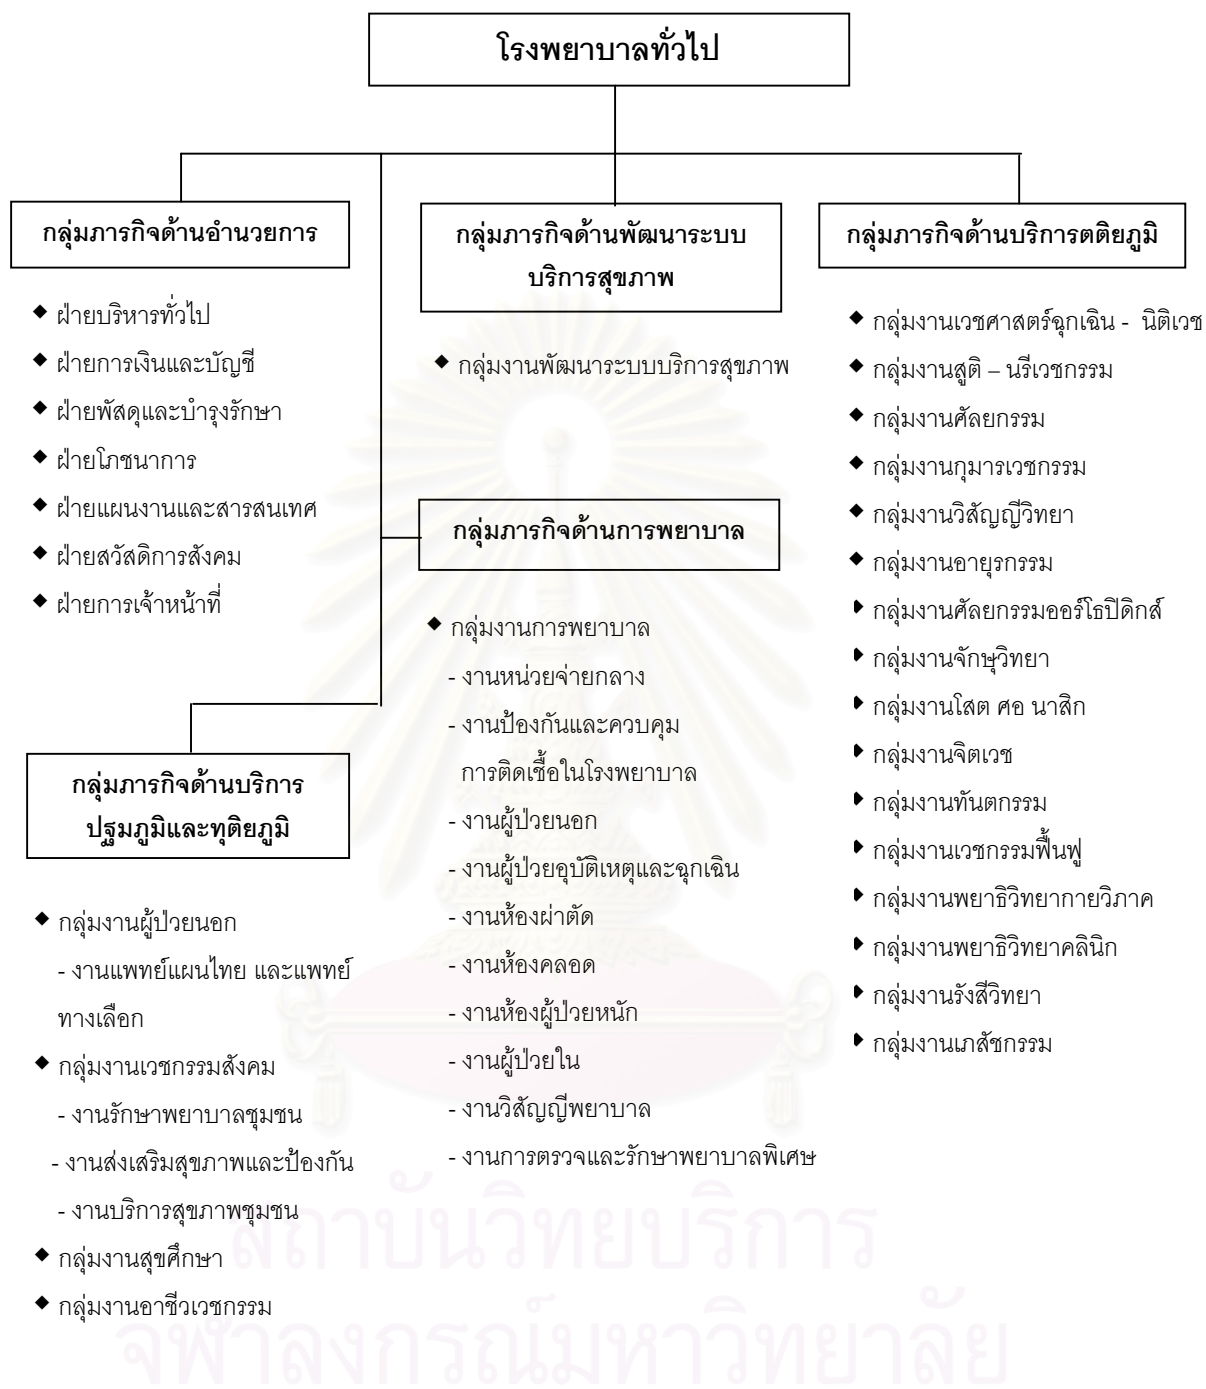 โรงพยาบาลทั่วไป
กลุ่มภารกิจด้านอำนวยการ
◆ ฝ่ายบริหารทั่วไป
◆ ฝ่ายการเงินและบัญชี
◆ ฝ่ายพัสดุและบำรุงรักษา
◆ ฝ่ายโภชนาการ
◆ ฝ่ายแผนงานและสารสนเทศ
◆ ฝ่ายสวัสดิการสังคม
◆ ฝ่ายการเจ้าหน้าที่
กลุ่มภารกิจด้านบริการ
ปฐมภูมิและทุติยภูมิ
◆ กลุ่มงานผู้ป่วยนอก
- งานแพทย์แผนไทย และแพทย์
ทางเลือก
◆ กลุ่มงานเวชกรรมสังคม
- งานรักษาพยาบาลชุมชน
- งานส่งเสริมสุขภาพและป้องกัน
- งานบริการสุขภาพชุมชน
◆ กลุ่มงานสุขศึกษา
◆ กลุ่มงานอาชีวเวชกรรม
กลุ่มภารกิจด้านพัฒนาระบบ
บริการสุขภาพ
◆ กลุ่มงานพัฒนาระบบบริการสุขภาพ
กลุ่มภารกิจด้านการพยาบาล
◆ กลุ่มงานการพยาบาล
- งานหน่วยจ่ายกลาง
- งานป้องกันและควบคุม
การติดเชื้อในโรงพยาบาล
- งานผู้ป่วยนอก
- งานผู้ป่วยอุบัติเหตุและฉุกเฉิน
- งานห้องผ่าตัด
- งานห้องคลอด
- งานห้องผู้ป่วยหนัก
- งานผู้ป่วยใน
- งานวิสัญญีพยาบาล
- งานการตรวจและรักษาพยาบาลพิเศษ
กลุ่มภารกิจด้านบริการตติยภูมิ
◆ กลุ่มงานเวชศาสตร์ฉุกเฉิน - นิติเวช
◆ กลุ่มงานสูติ – นรีเวชกรรม
◆ กลุ่มงานศัลยกรรม
◆ กลุ่มงานกุมารเวชกรรม
◆ กลุ่มงานวิสัญญีวิทยา
◆ กลุ่มงานอายุรกรรม
◆ กลุ่มงานศัลยกรรมออร์โธปิดิกส์
◆ กลุ่มงานจักษุวิทยา
◆ กลุ่มงานโสต ศอ นาสิก
◆ กลุ่มงานจิตเวช
◆ กลุ่มงานทันตกรรม
◆ กลุ่มงานเวชกรรมฟื้นฟู
◆ กลุ่มงานพยาธิวิทยากายวิภาค
◆ กลุ่มงานพยาธิวิทยาคลินิก
◆ กลุ่มงานรังสีวิทยา
◆ กลุ่มงานเภสัชกรรม
สถาบันวิทยบริการ
จุฬาลงกรณ์มหาวิทยาลัย